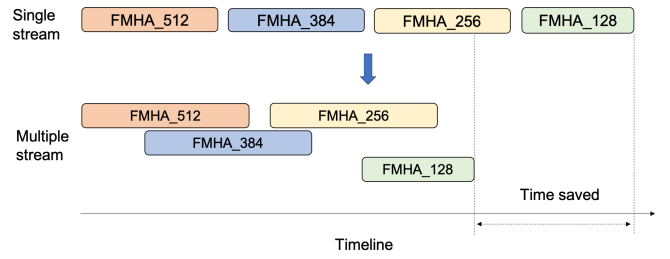 Single
stream
FMHA_512
FMHA_384
FMHA_256
FMHA_128
Multiple
stream
FMHA_512
FMHA_256
FMHA_384
FMHA_128
Time saved
Timeline